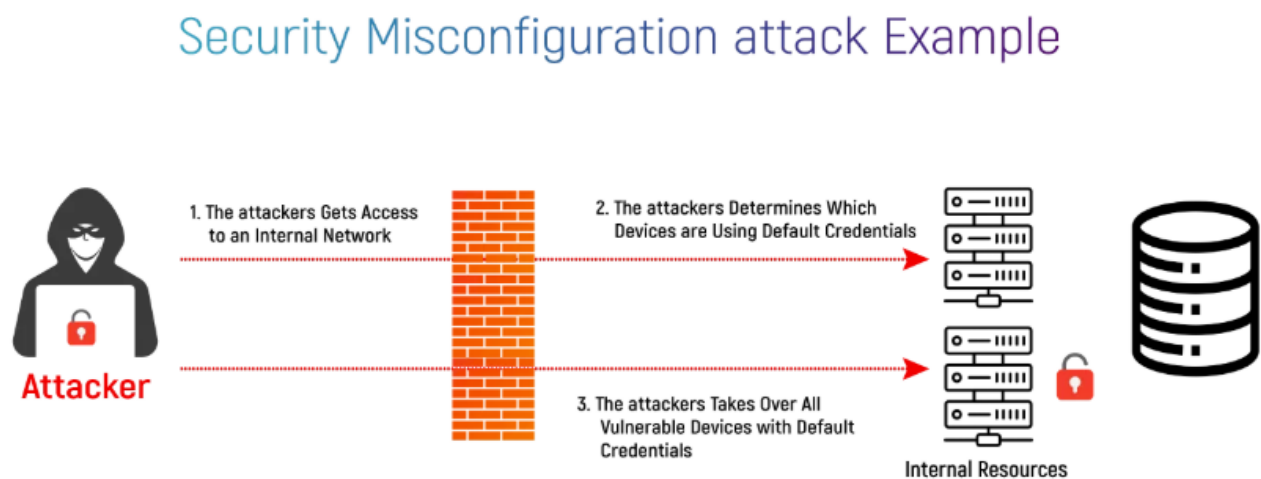 Security Misconfiguration attack Example
1. The attackers Gets Access
to an Internal Network
2. The attackers Determines Which
Devices are Using Default Credentials
Attacker
3. The attackers Takes Over All
Vulnerable Devices with Default
Credentials
Internal Resources